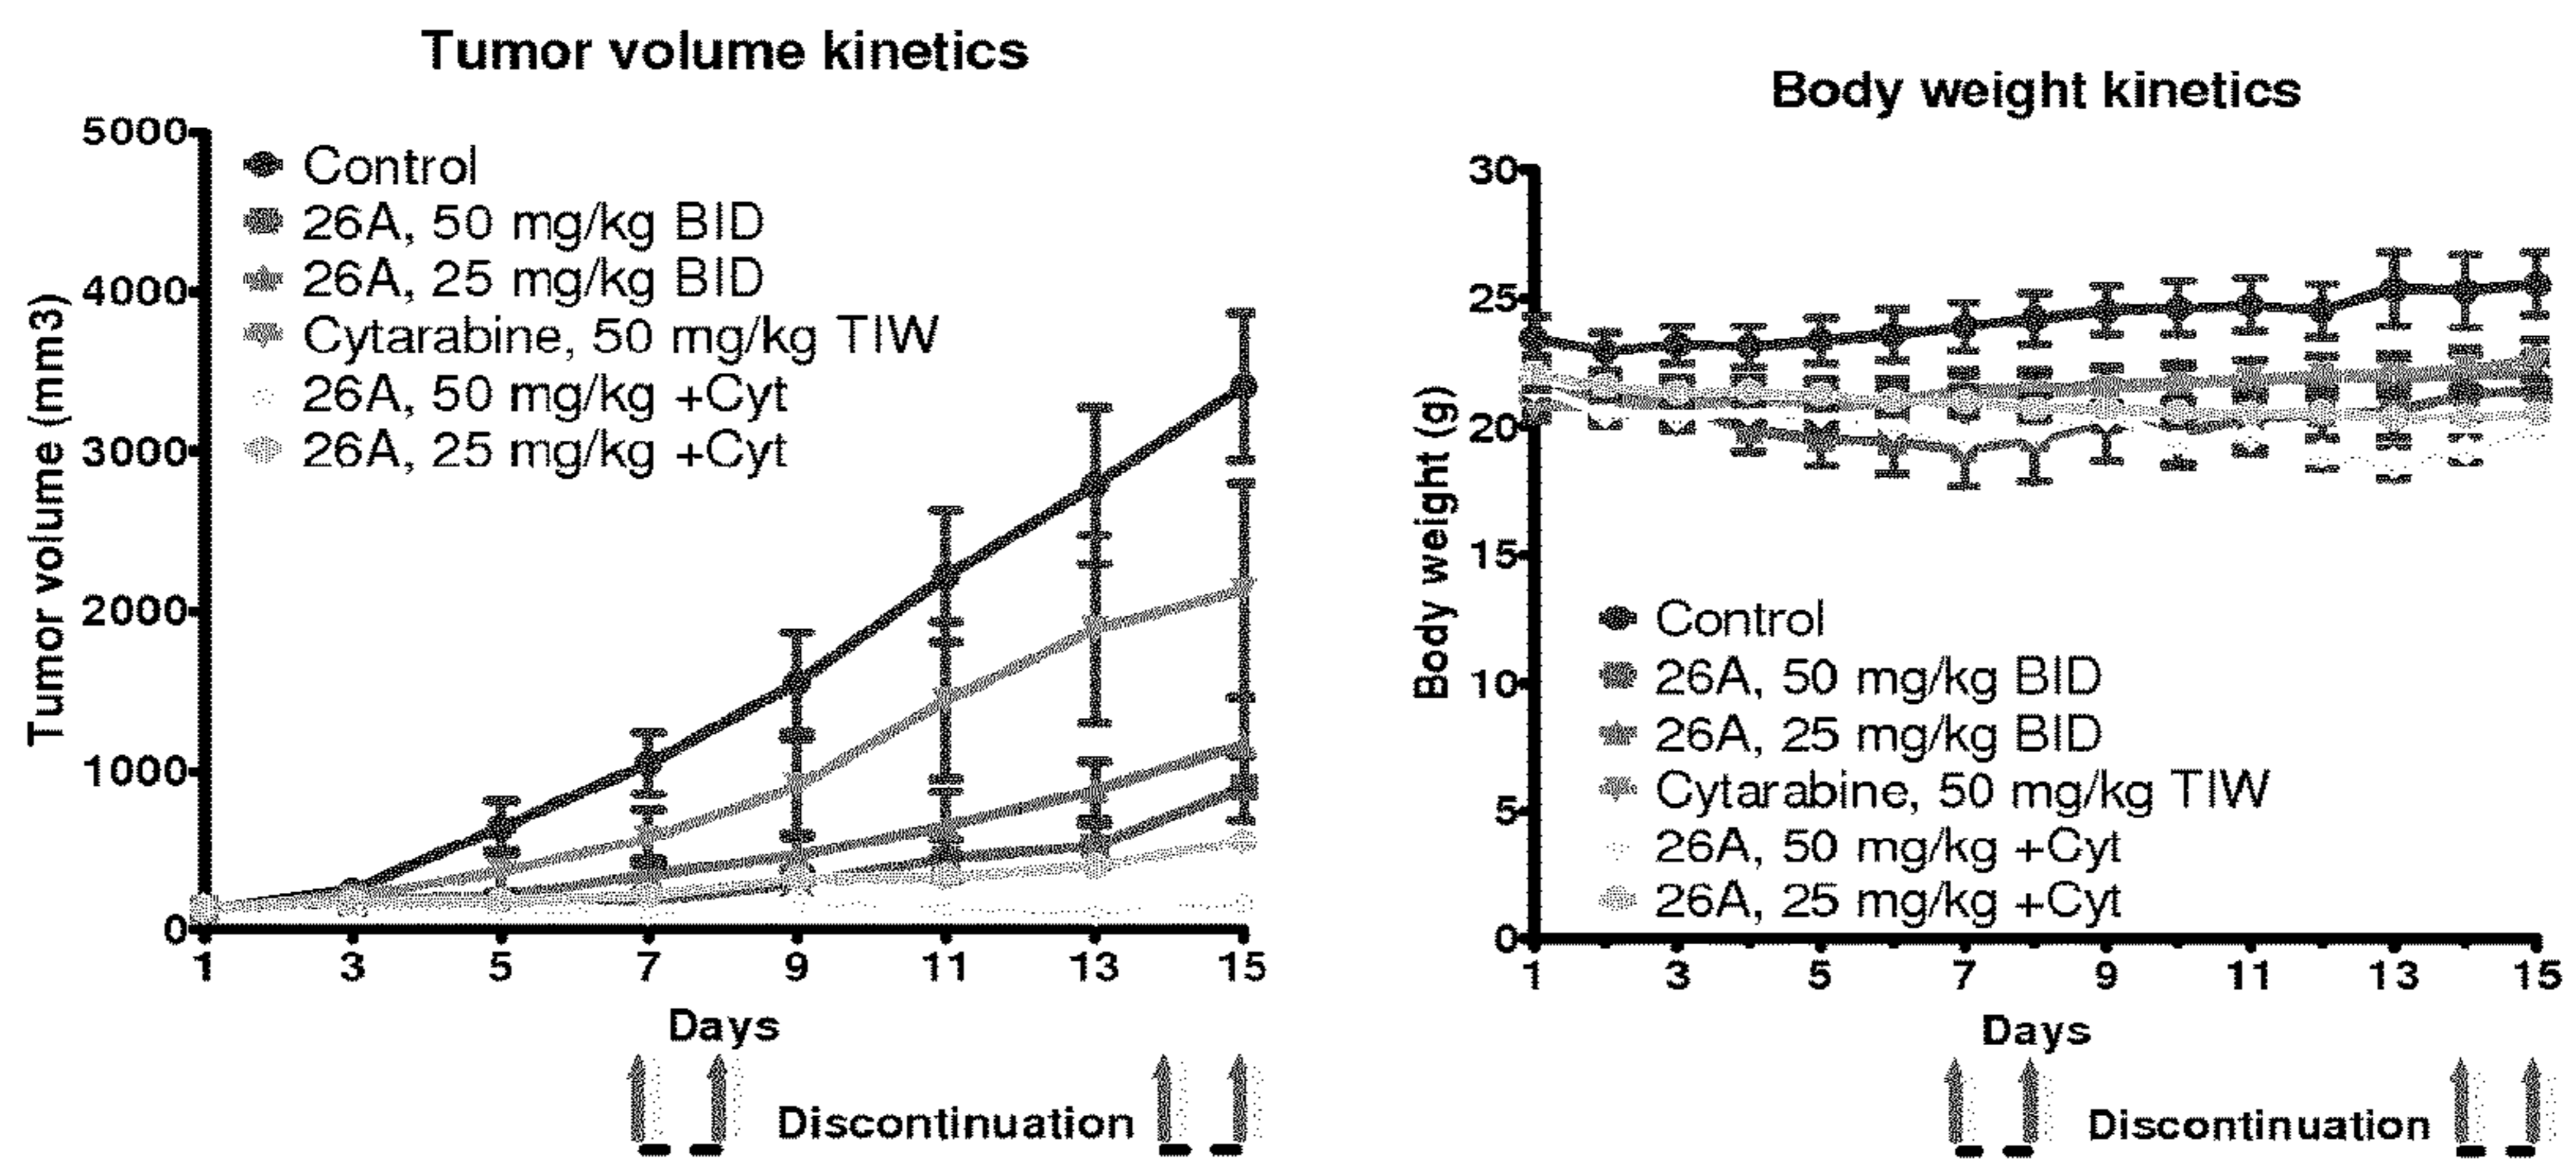 Tumor volume kinetics
5000
4000
3000
2000
1000
0
Tumor volume (mm3)
Control
26A, 50 mg/kg BID
26A, 25 mg/kg BID
Cytarabine, 50 mg/kg TIW
26A, 50 mg/kg +Cyt
26A, 25 mg/kg +Cyt
1 3 5 7 9 11 13 15
Days
Discontinuation
Body weight kinetics
30
25
20
15
10
5
0
Body weight (g)
Control
26A, 50 mg/kg BID
26A, 25 mg/kg BID
Cytarabine, 50 mg/kg TIW
26A, 50 mg/kg +Cyt
26A, 25 mg/kg +Cyt
1 3 5 7 9 11 13 15
Days
Discontinuation